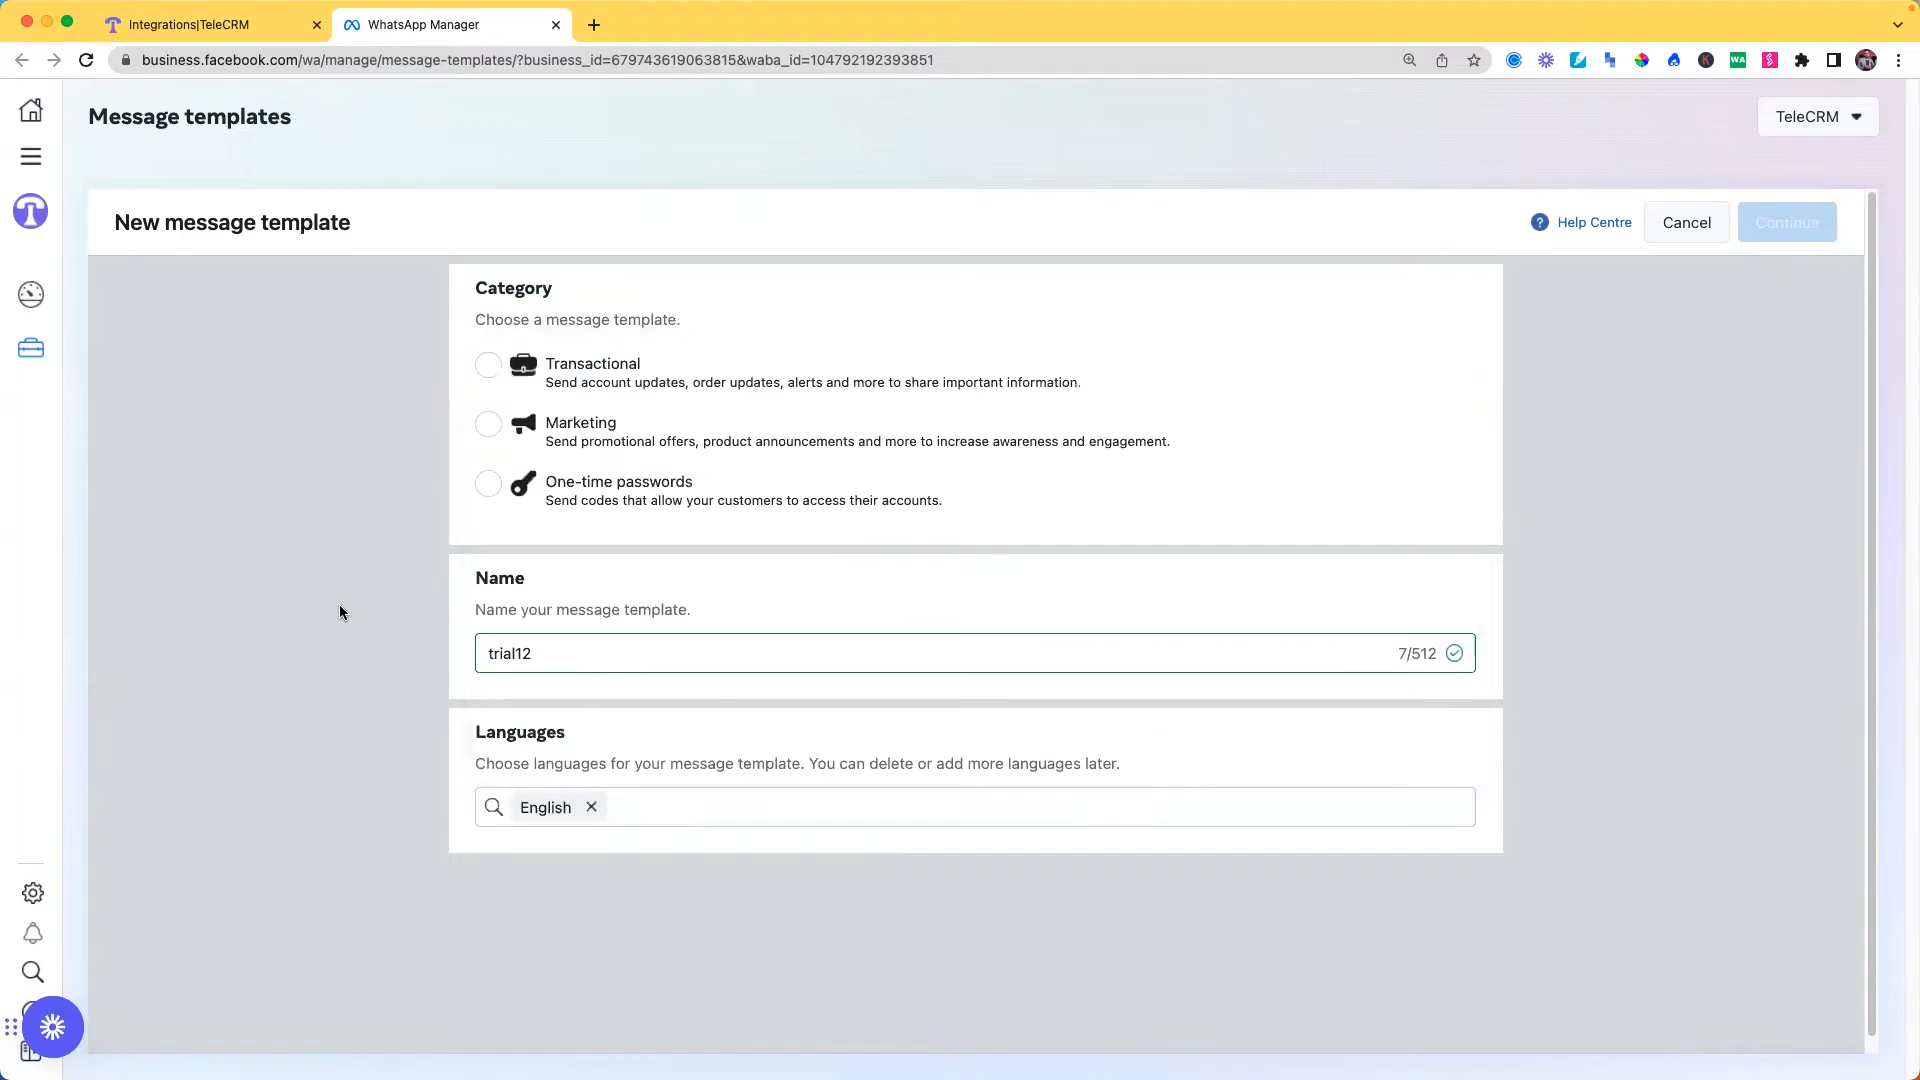 Integrations|TeleCRM
WhatsApp Manager
business.facebook.com/wa/manage/message-templates/?business_id=679743619063815&waba_id=104792192393851
WA
K
Message templates
TeleCRM
New message template
? Help Centre
Cancel
Continue
Category
Choose a message template.
Transactional
Send account updates, order updates, alerts and more to share important information.
Marketing
Send promotional offers, product announcements and more to increase awareness and engagement.
One-time passwords
Send codes that allow your customers to access their accounts.
Name
Name your message template.
trial12
7/512
Languages
Choose languages for your message template. You can delete or add more languages later.
English